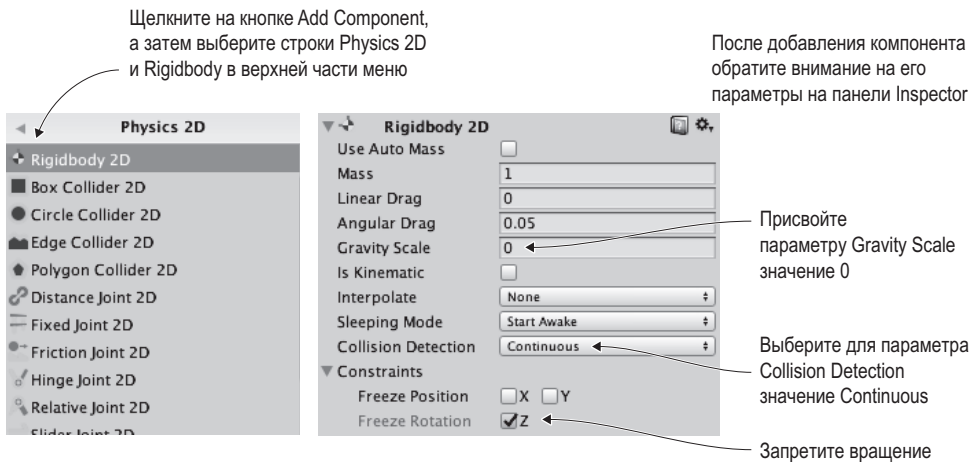 Щелкните на кнопке Add Component,
а затем выберите строки Physics 2D
и Rigidbody в верхней части меню
После добавления компонента
обратите внимание на его
параметры на панели Inspector
Physics 2D
Rigidbody 2D
Box Collider 2D
Circle Collider 2D
Edge Collider 2D
Polygon Collider 2D
Distance Joint 2D
Fixed Joint 2D
Friction Joint 2D
Hinge Joint 2D
Relative Joint 2D
Slider Joint 2D
Rigidbody 2D
Use Auto Mass
Mass 1
Linear Drag 0
Angular Drag 0.05
Gravity Scale 0
Is Kinematic
Interpolate None
Sleeping Mode Start Awake
Collision Detection Continuous
Constraints
Freeze Position X Y
Freeze Rotation Z
Присвойте
параметру Gravity Scale
значение 0
Выберите для параметра
Collision Detection
значение Continuous
Запретите вращение